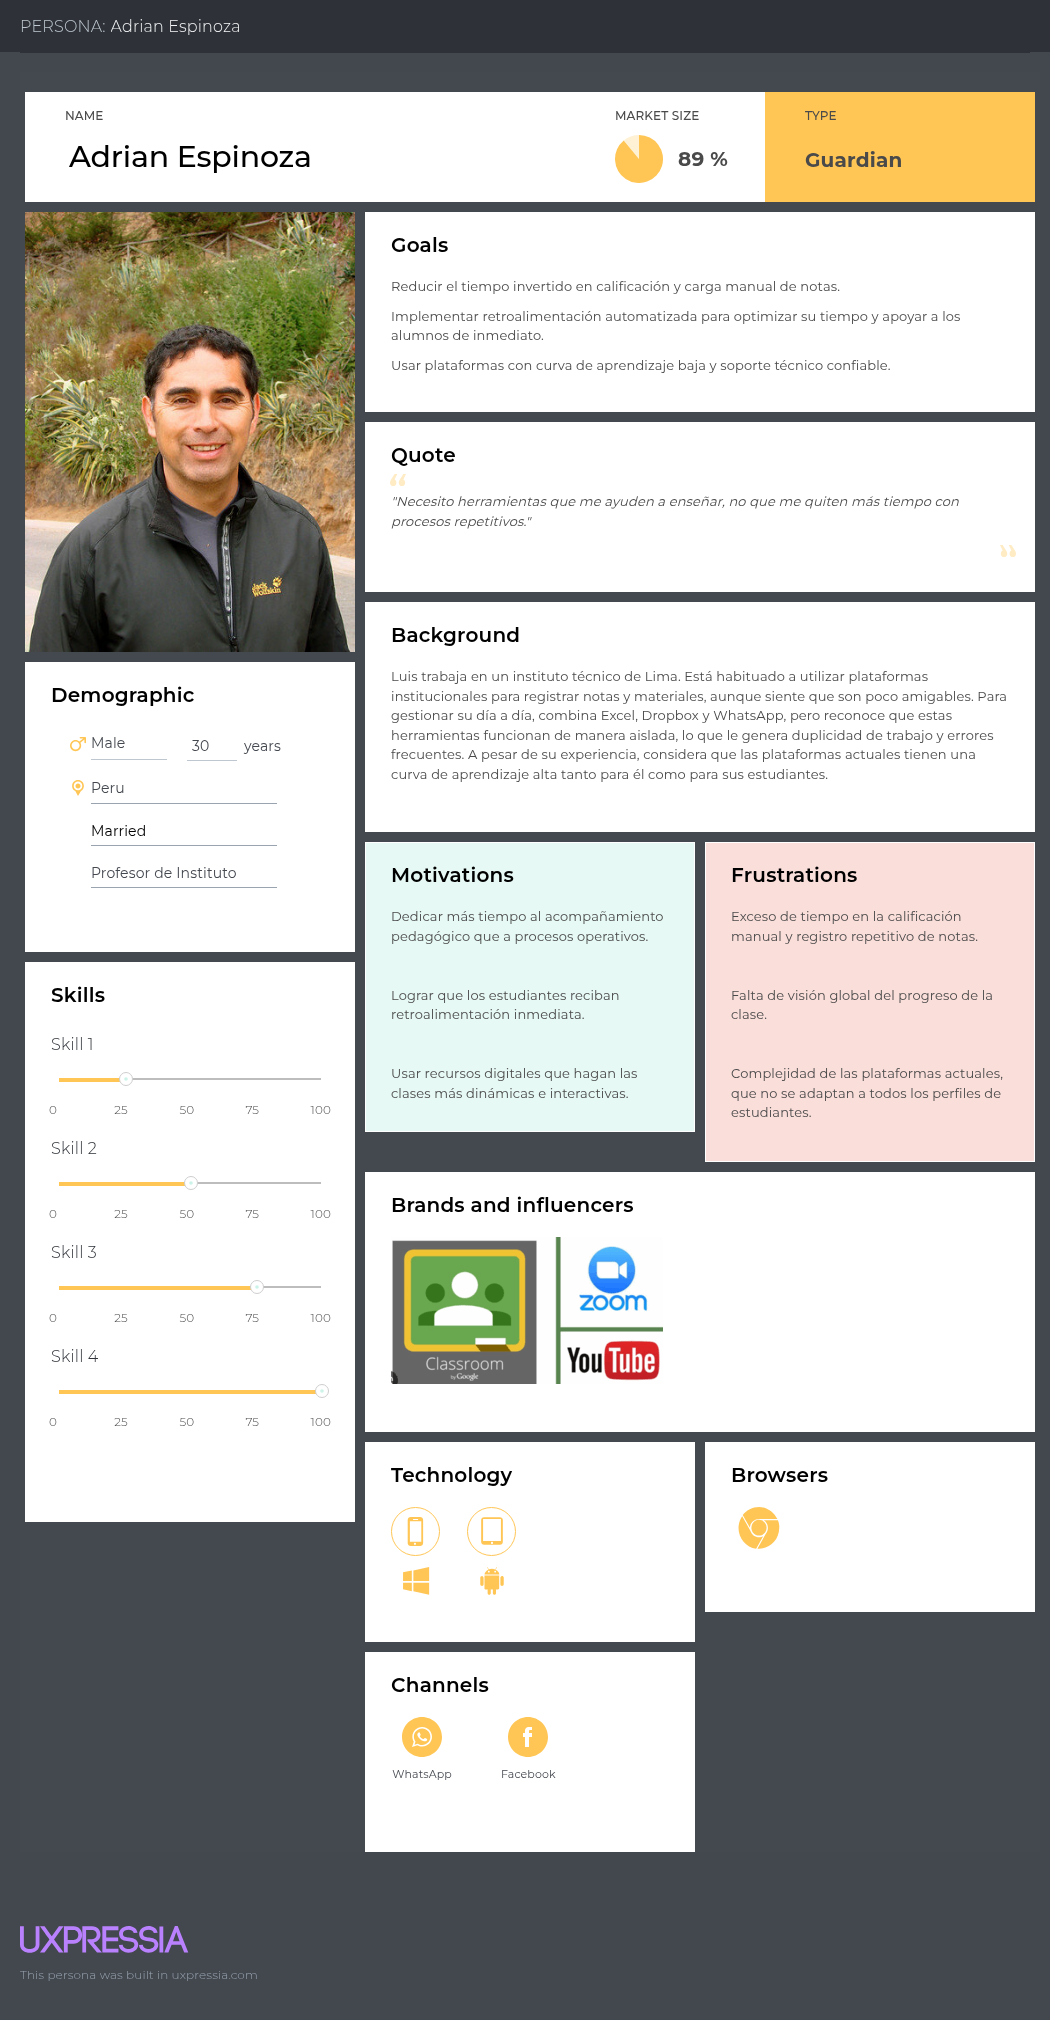 PERSONA: Adrian Espinoza
NAME
Adrian Espinoza
MARKET SIZE
89 %
TYPE
Guardian
Jack
Wolfskin
Demographic
Male
30 years
Peru
Married
Profesor de Instituto
Skills
Skill 1
0 25 50 75 100
Skill 2
0 25 50 75 100
Skill 3
0 25 50 75 100
Skill 4
0 25 50 75 100
Goals
Reducir el tiempo invertido en calificación y carga manual de notas.
Implementar retroalimentación automatizada para optimizar su tiempo y apoyar a los
alumnos de inmediato.
Usar plataformas con curva de aprendizaje baja y soporte técnico confiable.
Quote
“
"Necesito herramientas que me ayuden a enseñar, no que me quiten más tiempo con
procesos repetitivos."
”
Background
Luis trabaja en un instituto técnico de Lima. Está habituado a utilizar plataformas
institucionales para registrar notas y materiales, aunque siente que son poco amigables. Para
gestionar su día a día, combina Excel, Dropbox y WhatsApp, pero reconoce que estas
herramientas funcionan de manera aislada, lo que le genera duplicidad de trabajo y errores
frecuentes. A pesar de su experiencia, considera que las plataformas actuales tienen una
curva de aprendizaje alta tanto para él como para sus estudiantes.
Motivations
Dedicar más tiempo al acompañamiento
pedagógico que a procesos operativos.
Lograr que los estudiantes reciban
retroalimentación inmediata.
Usar recursos digitales que hagan las
clases más dinámicas e interactivas.
Frustrations
Exceso de tiempo en la calificación
manual y registro repetitivo de notas.
Falta de visión global del progreso de la
clase.
Complejidad de las plataformas actuales,
que no se adaptan a todos los perfiles de
estudiantes.
Brands and influencers
Classroom
by Google
zoom
YouTube
Technology
Browsers
Channels
WhatsApp
Facebook
UXPRESSIA
This persona was built in uxpressia.com